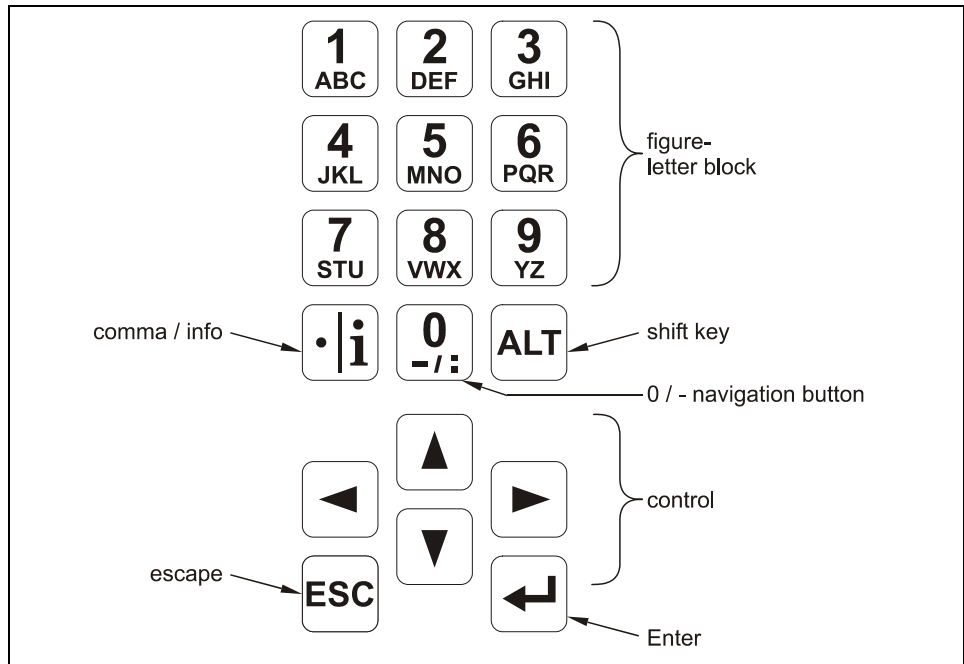 1 2 3
ABC DEF GHI
4 5 6
JKL MNO PQR
figure-
letter block
7 8 9
STU VWX YZ
comma / info
·|i 0 ALT
- / :
shift key
0 / - navigation button
control
escape
ESC
Enter